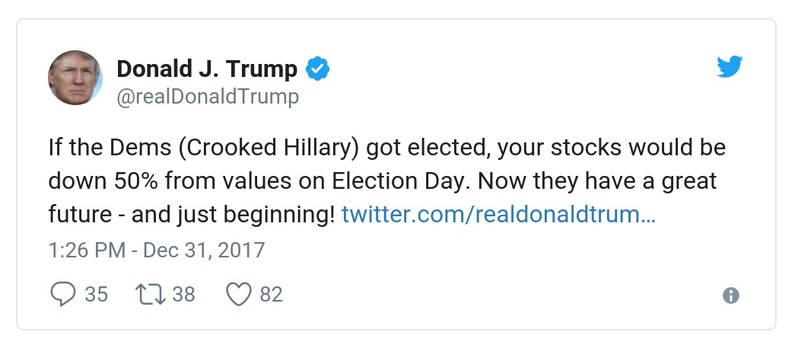 Donald J. Trump
@realDonaldTrump
If the Dems (Crooked Hillary) got elected, your stocks would be
down 50% from values on Election Day. Now they have a great
future - and just beginning! twitter.com/realdonaldtrum…
1:26 PM - Dec 31, 2017
35 38 82